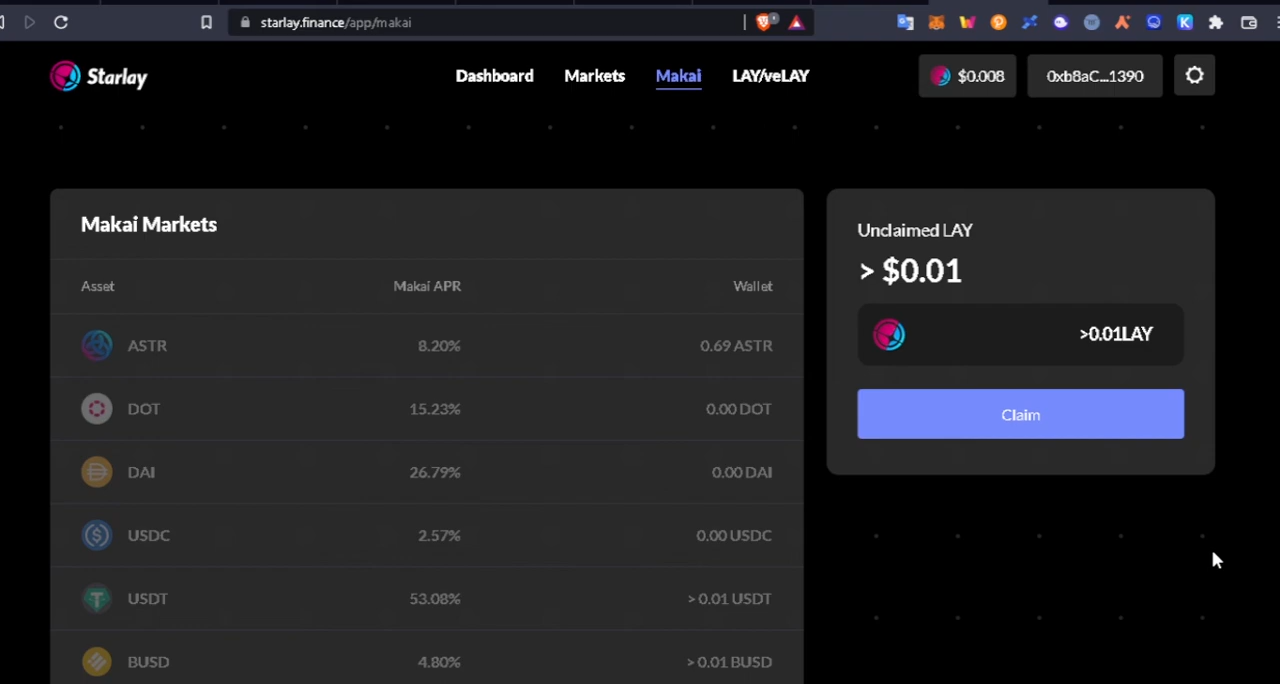 starlay.finance/app/makai
Starlay Dashboard Markets Makai LAY/veLAY $0.008 0xb8aC...1390
Makai Markets
Asset Makai APR Wallet
ASTR 8.20% 0.69 ASTR
DOT 15.23% 0.00 DOT
DAI 26.79% 0.00 DAI
USDC 2.57% 0.00 USDC
USDT 53.08% > 0.01 USDT
BUSD 4.80% > 0.01 BUSD
Unclaimed LAY
> $0.01
>0.01LAY
Claim